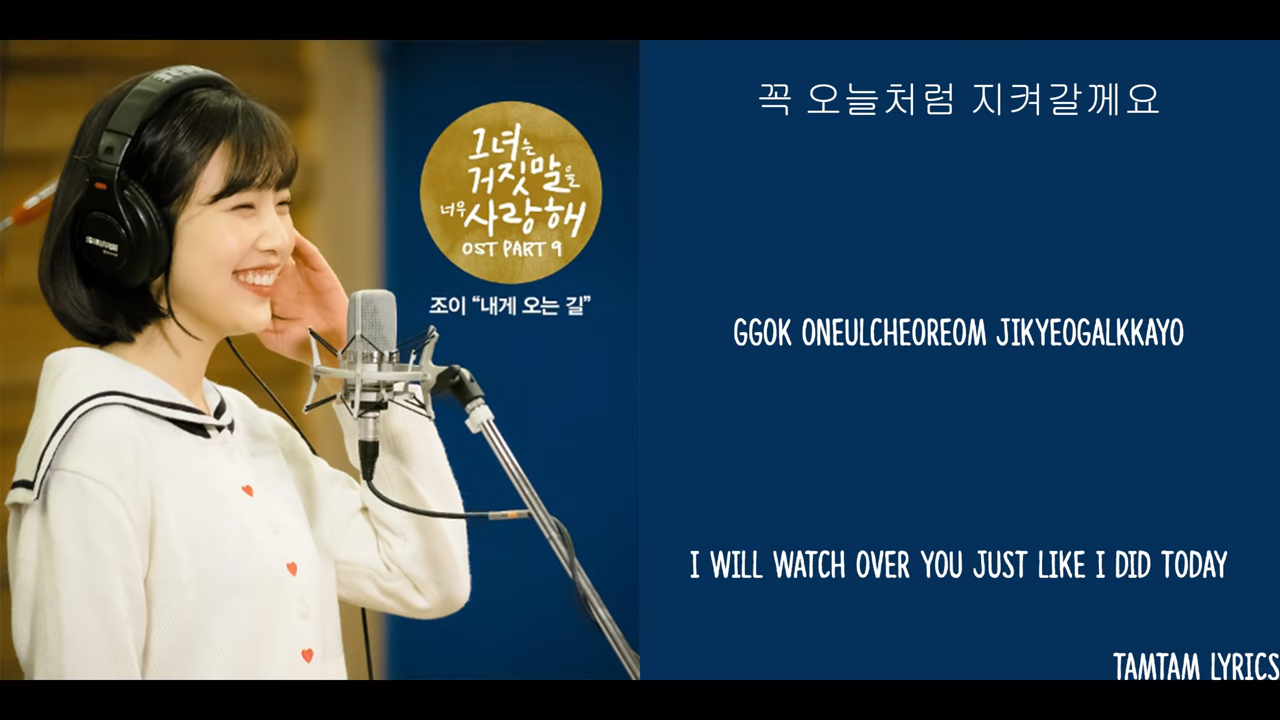 그녀는
거짓말을
너무 사랑해
OST PART 9
조이 “내게 오는 길”
꼭 오늘처럼 지켜갈께요
GGOK ONEULCHEOREOM JIKYEOGALKKAYO
I WILL WATCH OVER YOU JUST LIKE I DID TODAY
TAMTAM LYRICS